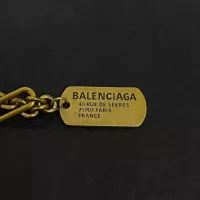 BALENCIAGA
40 RUE DE SEVRES
75007 PARIS
FRANCE